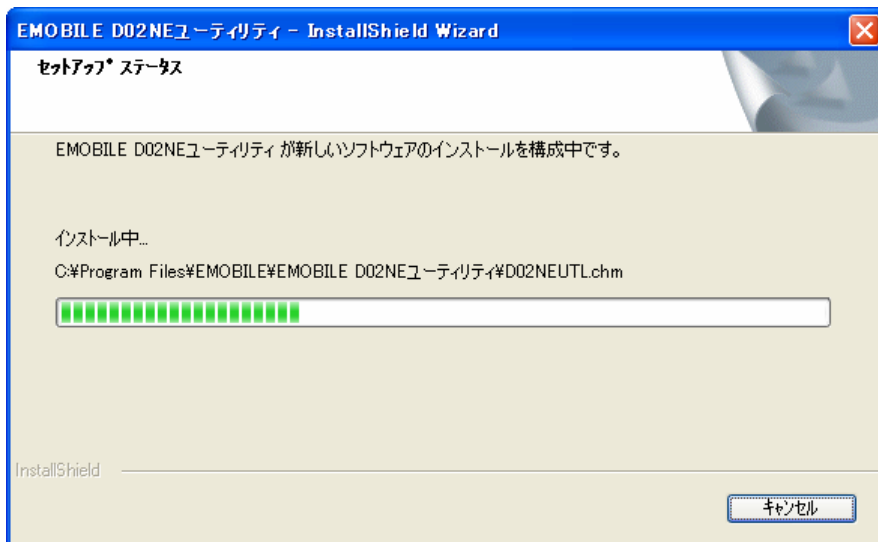 EMOBILE D02NEユーティリティ - InstallShield Wizard
ｾｯﾄｱｯﾌﾟ ｽﾃｰﾀｽ
EMOBILE D02NEユーティリティ が新しいソフトウェアのインストールを構成中です。
インストール中...
C:¥Program Files¥EMOBILE¥EMOBILE D02NEユーティリティ¥D02NEUTL.chm
InstallShield
キャンセル